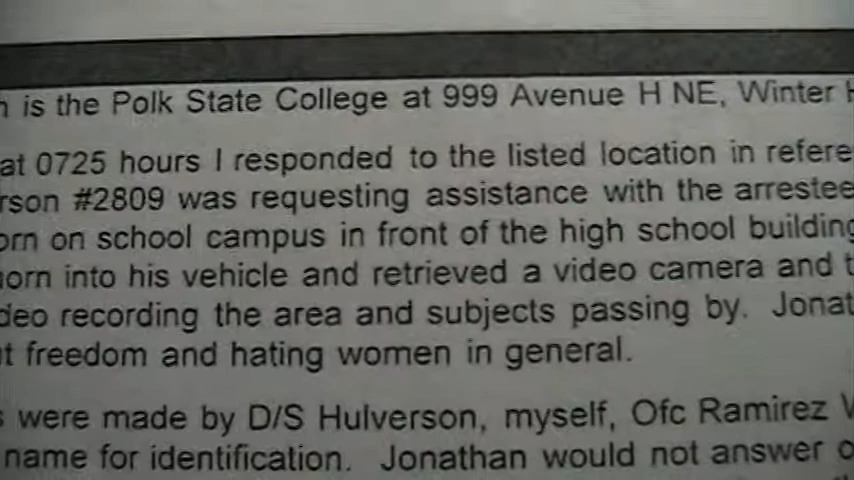 is the Polk State College at 999 Avenue H NE, Winter
at 0725 hours I responded to the listed location in refere
rson #2809 was requesting assistance with the arrestee
orn on school campus in front of the high school building
orn into his vehicle and retrieved a video camera and t
deo recording the area and subjects passing by. Jonat
t freedom and hating women in general.
s were made by D/S Hulverson, myself, Ofc Ramirez
name for identification. Jonathan would not answer